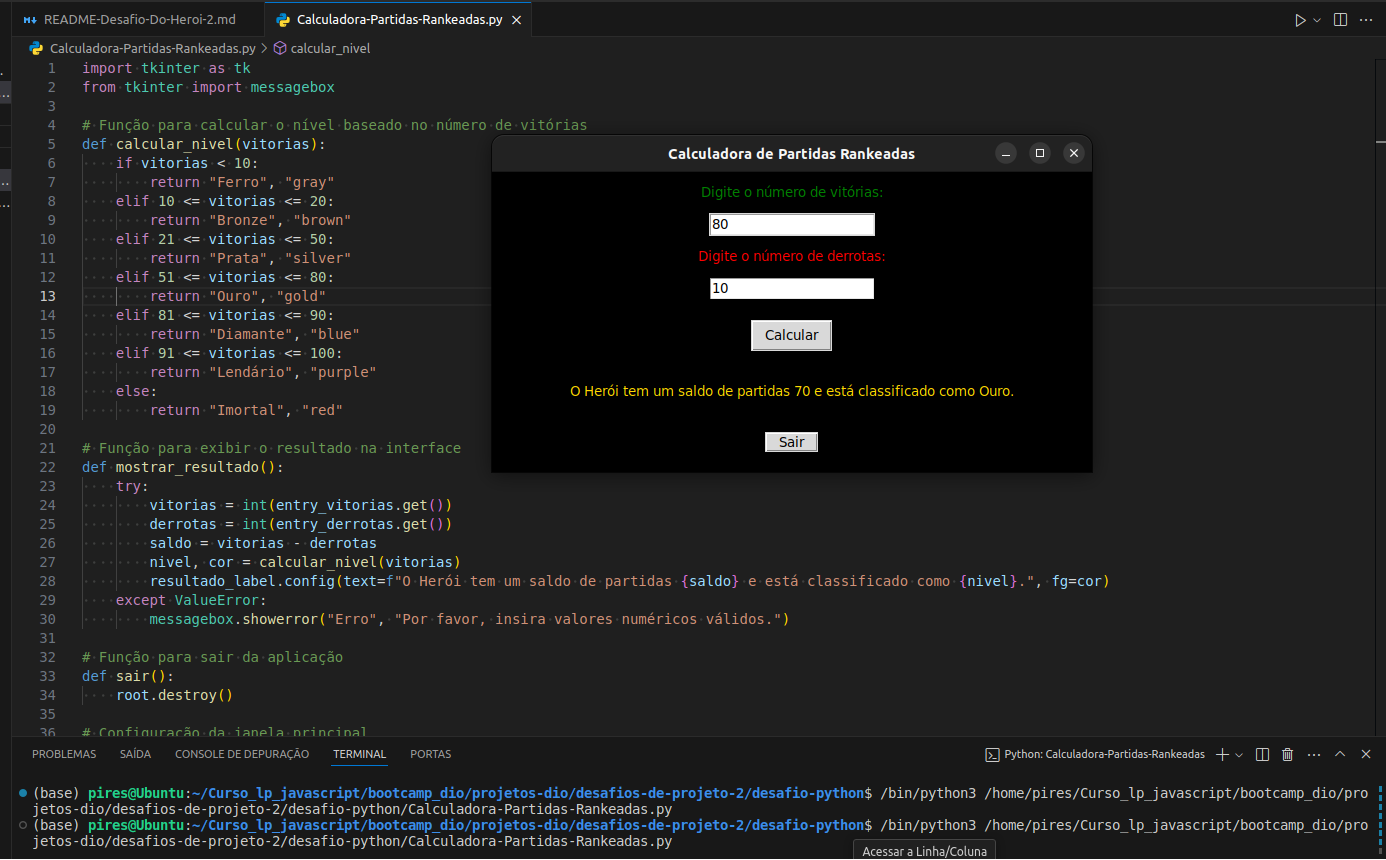 README-Desafio-Do-Heroi-2.md
Calculadora-Partidas-Rankeadas.py
Calculadora-Partidas-Rankeadas.py > calcular_nivel
1 import tkinter as tk
2 from tkinter import messagebox
3
4 # Função para calcular o nível baseado no número de vitórias
5 def calcular_nivel(vitorias):
6 if vitorias < 10:
7 return "Ferro", "gray"
8 elif 10 <= vitorias <= 20:
9 return "Bronze", "brown"
10 elif 21 <= vitorias <= 50:
11 return "Prata", "silver"
12 elif 51 <= vitorias <= 80:
13 return "Ouro", "gold"
14 elif 81 <= vitorias <= 90:
15 return "Diamante", "blue"
16 elif 91 <= vitorias <= 100:
17 return "Lendário", "purple"
18 else:
19 return "Imortal", "red"
20
21 # Função para exibir o resultado na interface
22 def mostrar_resultado():
23 try:
24 vitorias = int(entry_vitorias.get())
25 derrotas = int(entry_derrotas.get())
26 saldo = vitorias - derrotas
27 nivel, cor = calcular_nivel(vitorias)
28 resultado_label.config(text=f"O Herói tem um saldo de partidas {saldo} e está classificado como {nivel}.", fg=cor)
29 except ValueError:
30 messagebox.showerror("Erro", "Por favor, insira valores numéricos válidos.")
31
32 # Função para sair da aplicação
33 def sair():
34 root.destroy()
35
36 # Configuração da janela principal
Calculadora de Partidas Rankeadas
Digite o número de vitórias:
80
Digite o número de derrotas:
10
Calcular
O Herói tem um saldo de partidas 70 e está classificado como Ouro.
Sair
PROBLEMAS SAÍDA CONSOLE DE DEPURAÇÃO TERMINAL PORTAS
Python: Calculadora-Partidas-Rankeadas
(base) pires@Ubuntu:~/Curso_lp_javascript/bootcamp_dio/projetos-dio/desafios-de-projeto-2/desafio-python$ /bin/python3 /home/pires/Curso_lp_javascript/bootcamp_dio/pro
jetos-dio/desafios-de-projeto-2/desafio-python/Calculadora-Partidas-Rankeadas.py
(base) pires@Ubuntu:~/Curso_lp_javascript/bootcamp_dio/projetos-dio/desafios-de-projeto-2/desafio-python$ /bin/python3 /home/pires/Curso_lp_javascript/bootcamp_dio/pro
jetos-dio/desafios-de-projeto-2/desafio-python/Calculadora-Partidas-Rankeadas.py
Acessar a Linha/Coluna